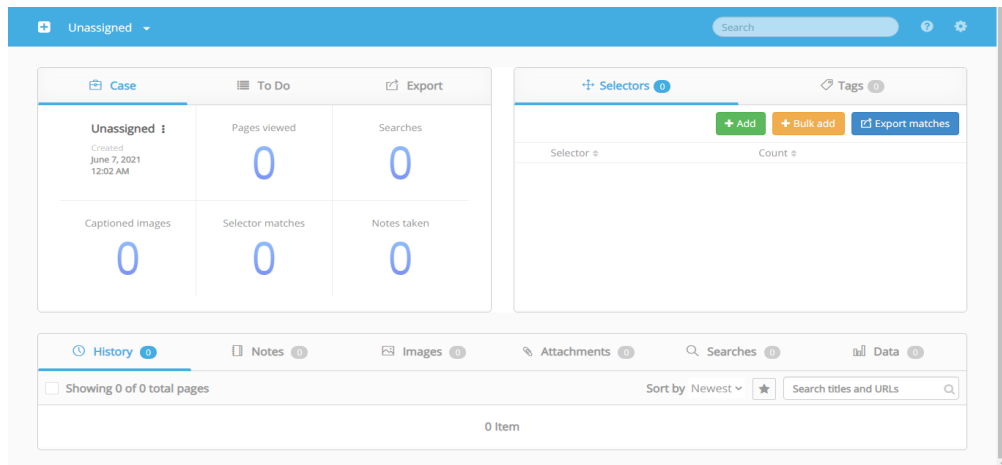 Unassigned
Search
Case
To Do
Export
Unassigned
Created
June 7, 2021
12:02 AM
Pages viewed
0
Searches
0
Captioned images
0
Selector matches
0
Notes taken
0
Selectors 0
Tags 0
+ Add
+ Bulk add
Export matches
Selector
Count
History 0
Notes 0
Images 0
Attachments 0
Searches 0
Data 0
Showing 0 of 0 total pages
Sort by Newest
Search titles and URLs
0 Item